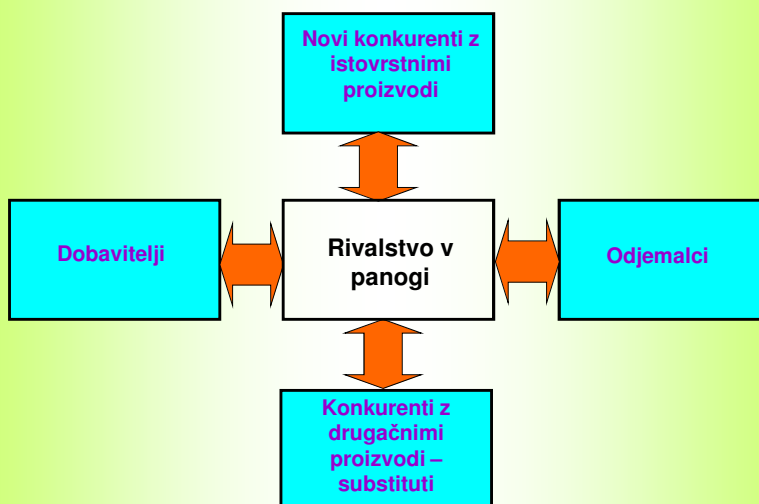 Novi konkurenti z
istovrstnimi
proizvodi
Dobavitelji
Rivalstvo v
panogi
Odjemalci
Konkurenti z
drugačnimi
proizvodi –
substituti